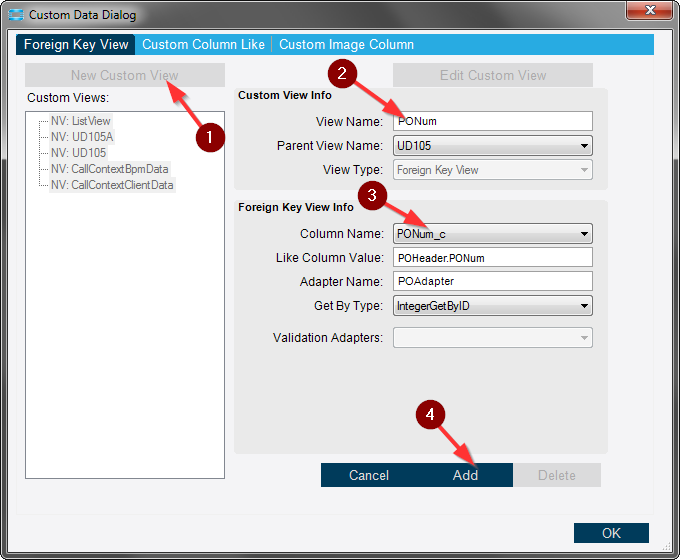 Custom Data Dialog
Foreign Key View
Custom Column Like
Custom Image Column
New Custom View
Edit Custom View
2
1
Custom Views:
NV: ListView
NV: UD105A
NV: UD105
NV: CallContextBpmData
NV: CallContextClientData
Custom View Info
View Name: PONum
Parent View Name: UD105
View Type: Foreign Key View
3
Foreign Key View Info
Column Name: PONum_c
Like Column Value: POHeader.PONum
Adapter Name: POAdapter
Get By Type: IntegerGetByID
Validation Adapters:
4
Cancel
Add
Delete
OK